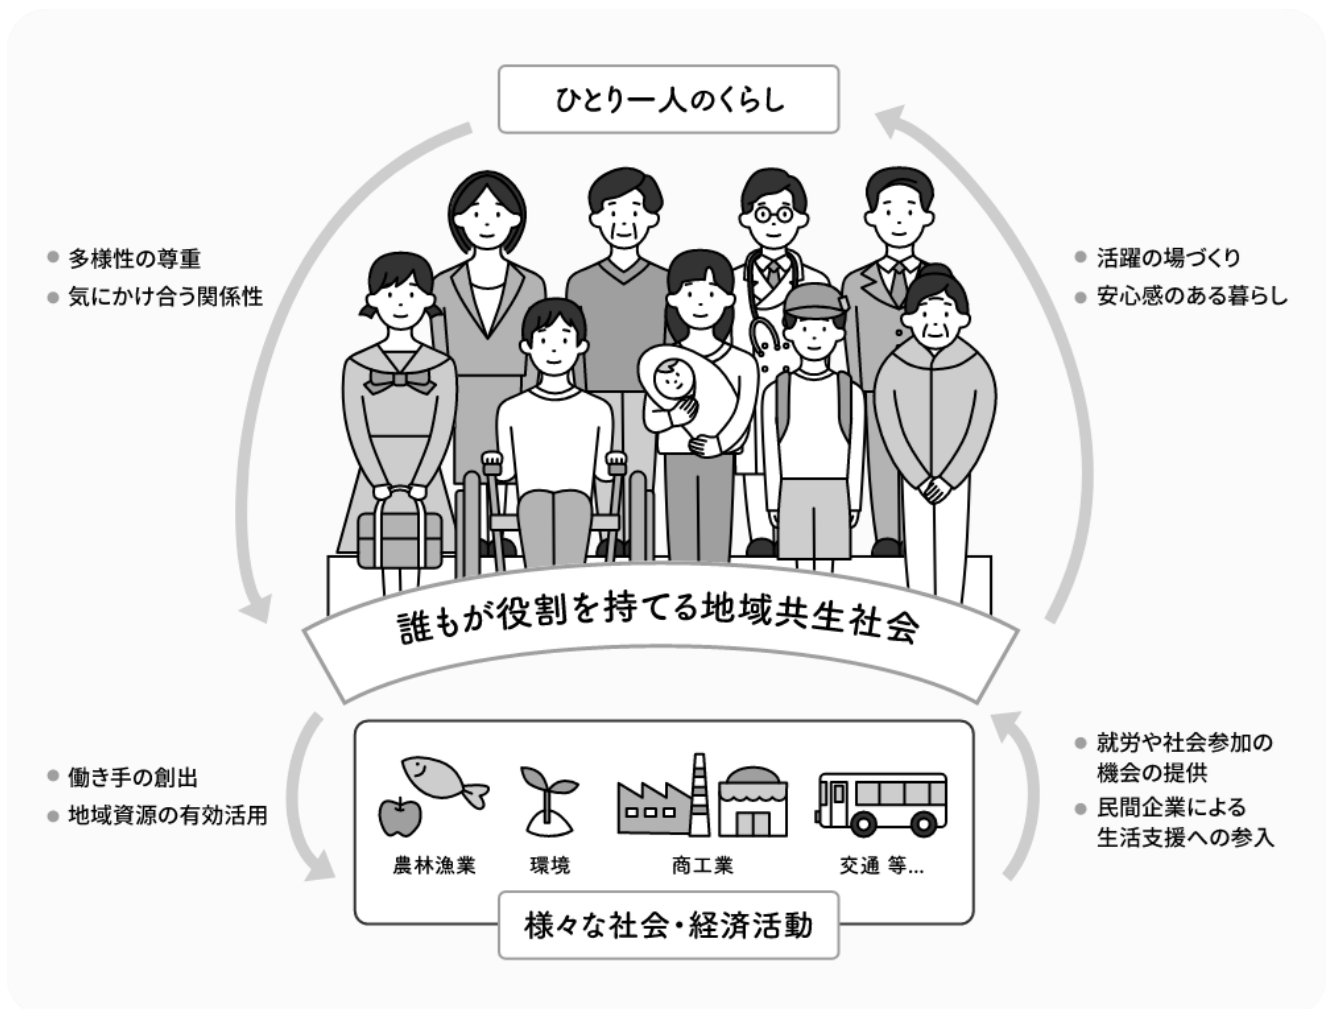 ひとり一人のくらし
● 多様性の尊重
● 気にかけ合う関係性
● 活躍の場づくり
● 安心感のある暮らし
誰もが役割を持てる地域共生社会
● 働き手の創出
● 地域資源の有効活用
● 就労や社会参加の
機会の提供
● 民間企業による
生活支援への参入
農林漁業
環境
商工業
交通 等...
様々な社会・経済活動